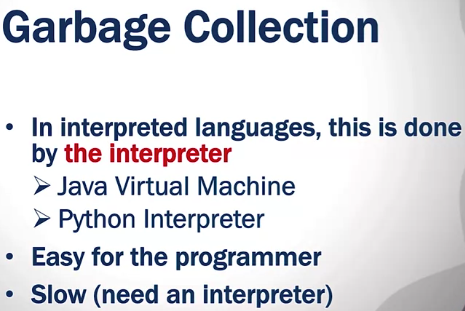 Garbage Collection
• In interpreted languages, this is done
by the interpreter
➢ Java Virtual Machine
➢ Python Interpreter
• Easy for the programmer
• Slow (need an interpreter)